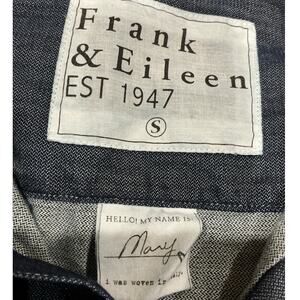 Frank
& Eileen
EST 1947
S
HELLO! MY NAME IS:
Mary
i was woven in